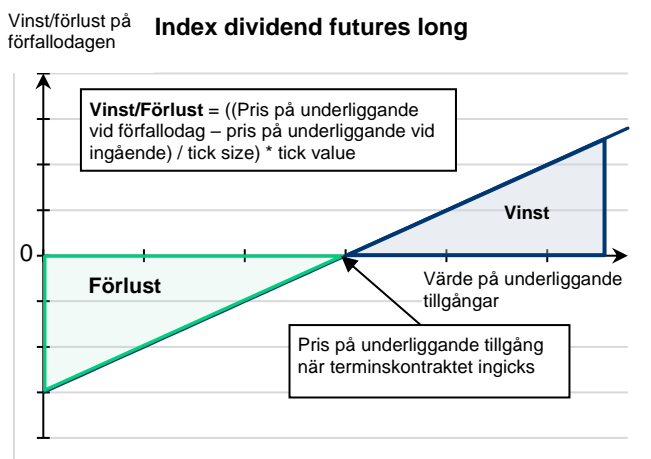 Vinst/förlust på
förfallodagen
Index dividend futures long
Vinst/Förlust = ((Pris på underliggande
vid förfallodag – pris på underliggande vid
ingående) / tick size) * tick value
Vinst
0
Förlust
Värde på underliggande
tillgångar
Pris på underliggande tillgång
när terminskontraktet ingicks